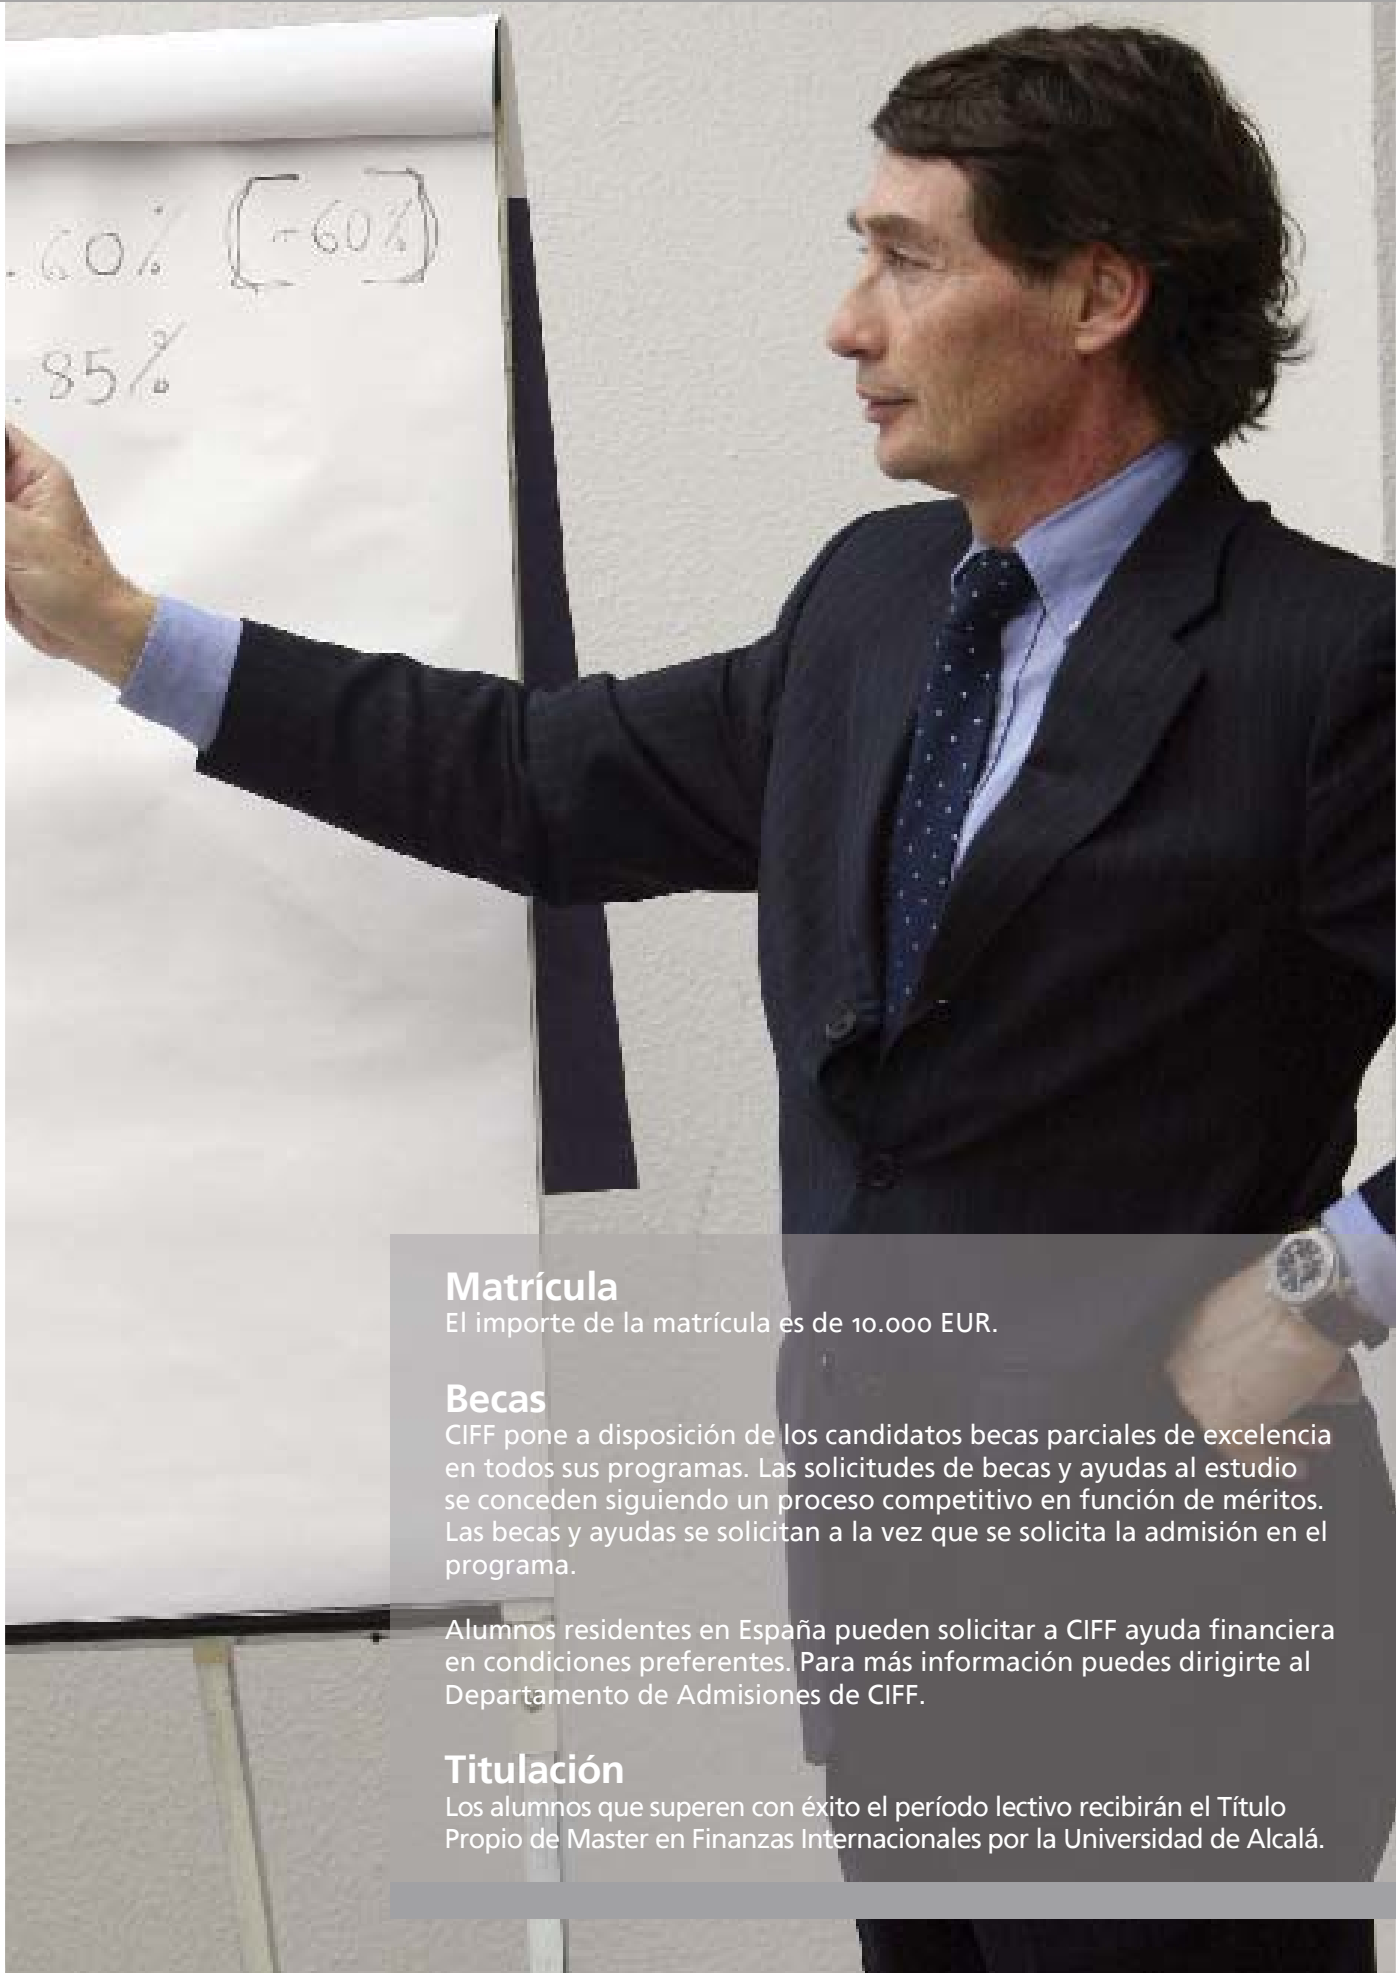 .60% [-60%]
.85%
Matrícula
El importe de la matrícula es de 10.000 EUR.
Becas
CIFF pone a disposición de los candidatos becas parciales de excelencia
en todos sus programas. Las solicitudes de becas y ayudas al estudio
se conceden siguiendo un proceso competitivo en función de méritos.
Las becas y ayudas se solicitan a la vez que se solicita la admisión en el
programa.
Alumnos residentes en España pueden solicitar a CIFF ayuda financiera
en condiciones preferentes. Para más información puedes dirigirte al
Departamento de Admisiones de CIFF.
Titulación
Los alumnos que superen con éxito el período lectivo recibirán el Título
Propio de Master en Finanzas Internacionales por la Universidad de Alcalá.